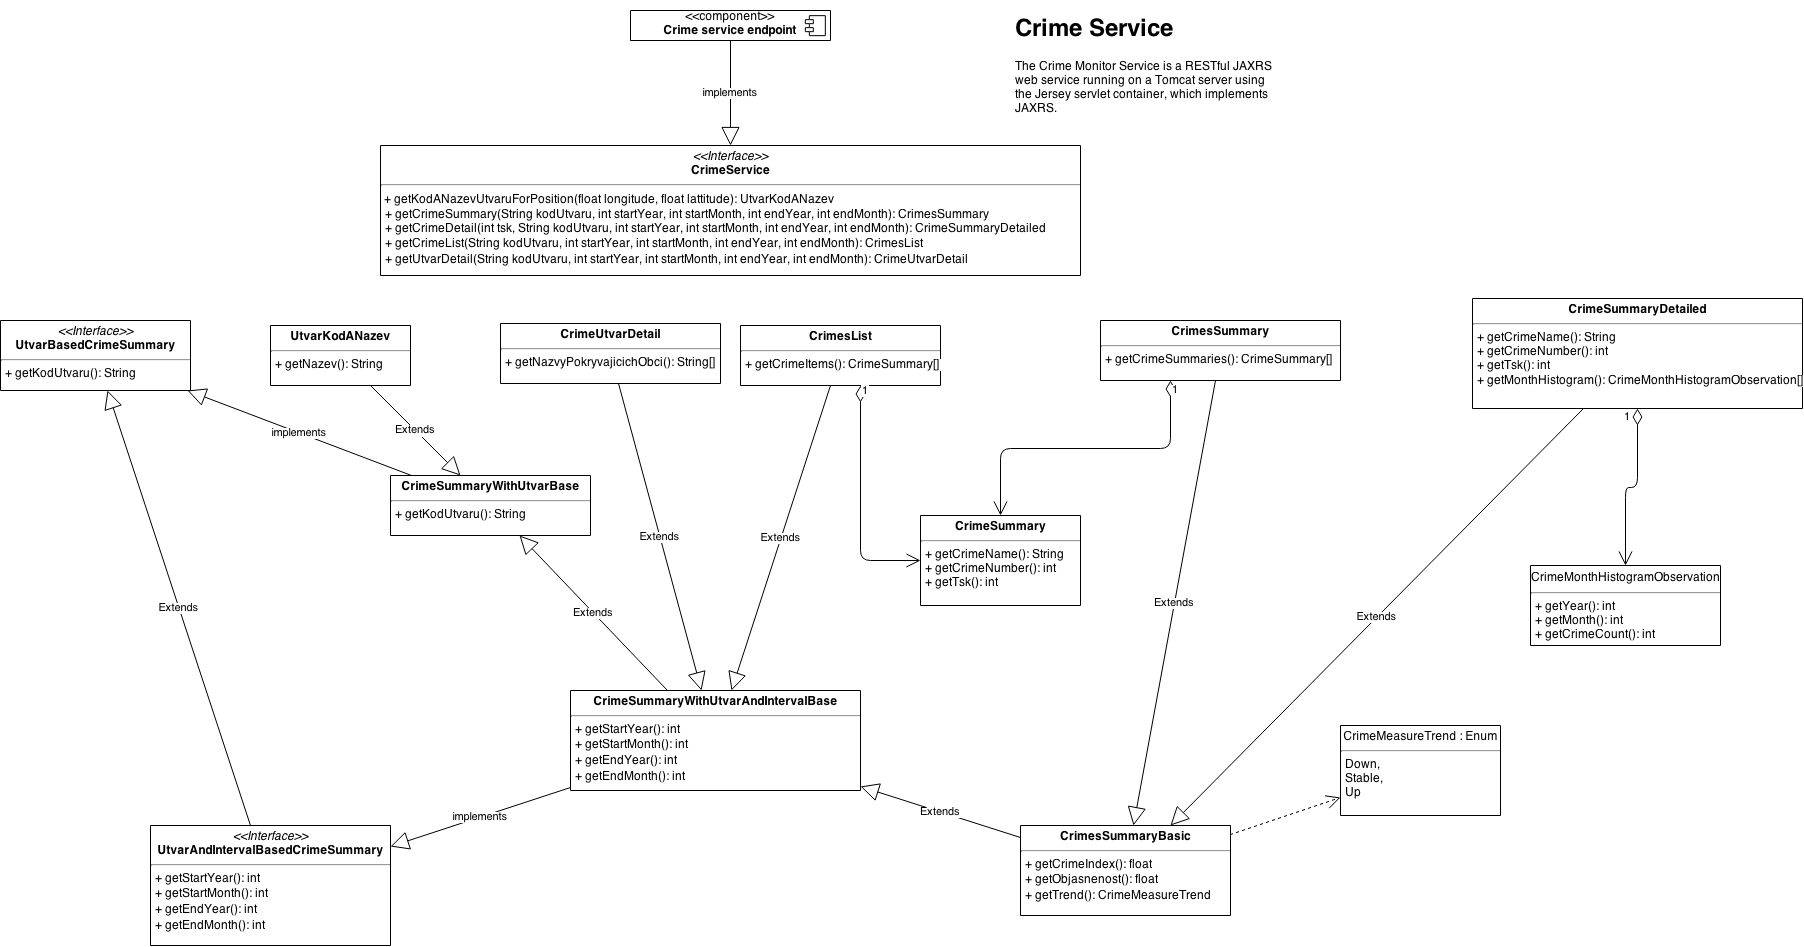 <<component>>
Crime service endpoint
Crime Service
The Crime Monitor Service is a RESTful JAXRS
web service running on a Tomcat server using
the Jersey servlet container, which implements
JAXRS.
implements
<<Interface>>
CrimeService
+ getKodANazevUtvaruForPosition(float longitude, float lattitude): UtvarKodANazev
+ getCrimeSummary(String kodUtvaru, int startYear, int startMonth, int endYear, int endMonth): CrimesSummary
+ getCrimeDetail(int tsk, String kodUtvaru, int startYear, int startMonth, int endYear, int endMonth): CrimeSummaryDetailed
+ getCrimeList(String kodUtvaru, int startYear, int startMonth, int endYear, int endMonth): CrimesList
+ getUtvarDetail(String kodUtvaru, int startYear, int startMonth, int endYear, int endMonth): CrimeUtvarDetail
<<Interface>>
UtvarBasedCrimeSummary
+ getKodUtvaru(): String
UtvarKodANazev
+ getNazev(): String
CrimeUtvarDetail
+ getNazvyPokryvajicichObci(): String[]
CrimesList
+ getCrimeItems(): CrimeSummary[]
1
CrimesSummary
+ getCrimeSummaries(): CrimeSummary[]
1
CrimeSummaryDetailed
+ getCrimeName(): String
+ getCrimeNumber(): int
+ getTsk(): int
+ getMonthHistogram(): CrimeMonthHistogramObservation[]
1
implements
Extends
CrimeSummaryWithUtvarBase
+ getKodUtvaru(): String
Extends
Extends
CrimeSummary
+ getCrimeName(): String
+ getCrimeNumber(): int
+ getTsk(): int
CrimeMonthHistogramObservation
+ getYear(): int
+ getMonth(): int
+ getCrimeCount(): int
Extends
Extends
Extends
Extends
CrimeSummaryWithUtvarAndIntervalBase
+ getStartYear(): int
+ getStartMonth(): int
+ getEndYear(): int
+ getEndMonth(): int
CrimeMeasureTrend : Enum
Down,
Stable,
Up
implements
Extends
<<Interface>>
UtvarAndIntervalBasedCrimeSummary
+ getStartYear(): int
+ getStartMonth(): int
+ getEndYear(): int
+ getEndMonth(): int
CrimesSummaryBasic
+ getCrimeIndex(): float
+ getObjasnenost(): float
+ getTrend(): CrimeMeasureTrend